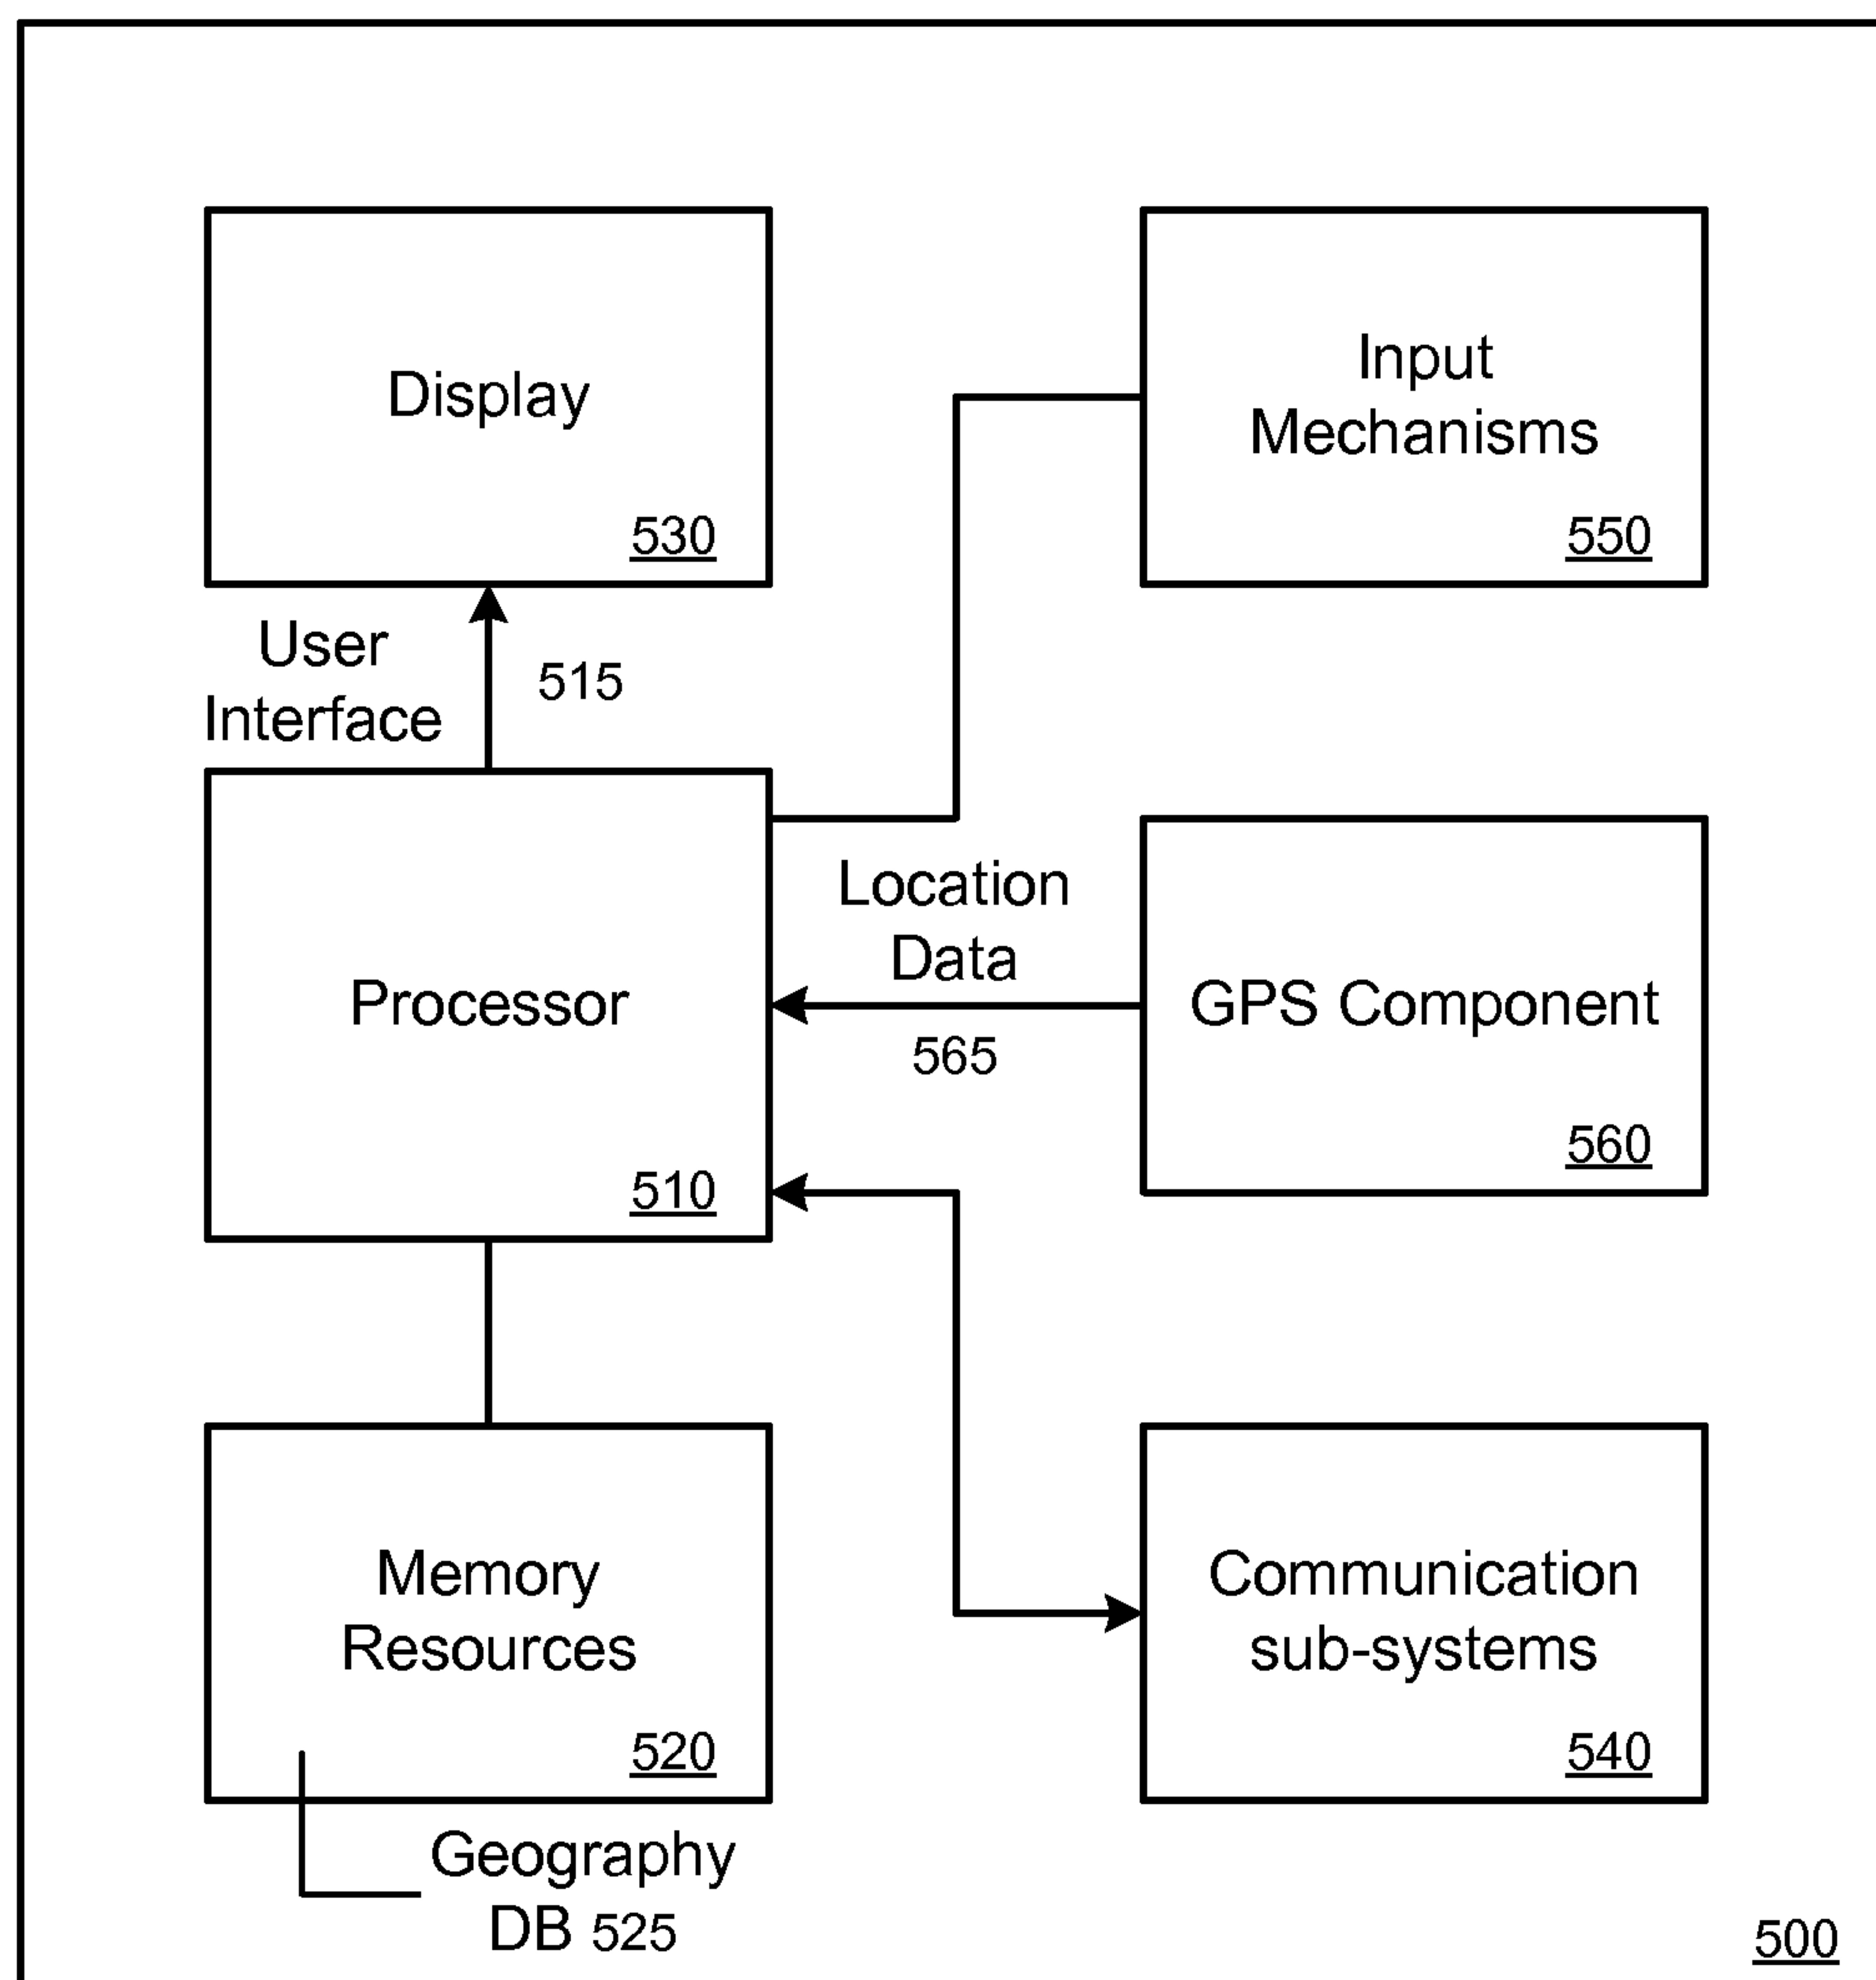 Display
530
Input
Mechanisms
550
User
Interface
515
Location
Data
565
Processor
510
GPS Component
560
Memory
Resources
520
Communication
sub-systems
540
Geography
DB 525
500